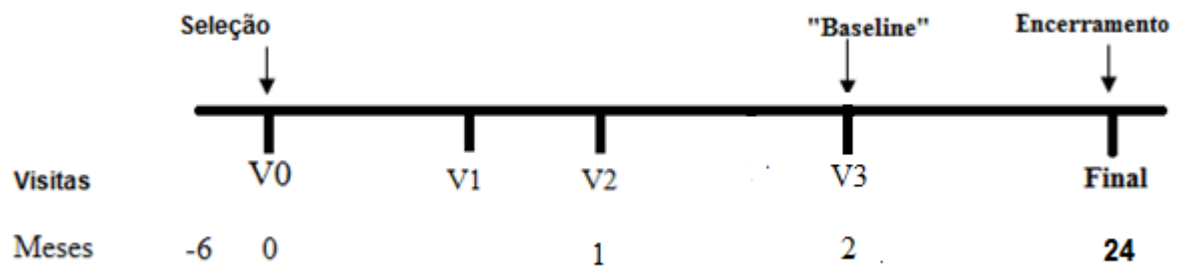 Seleção "Baseline" Encerramento
Visitas V0 V1 V2 V3 Final
Meses -6 0 1 2 24